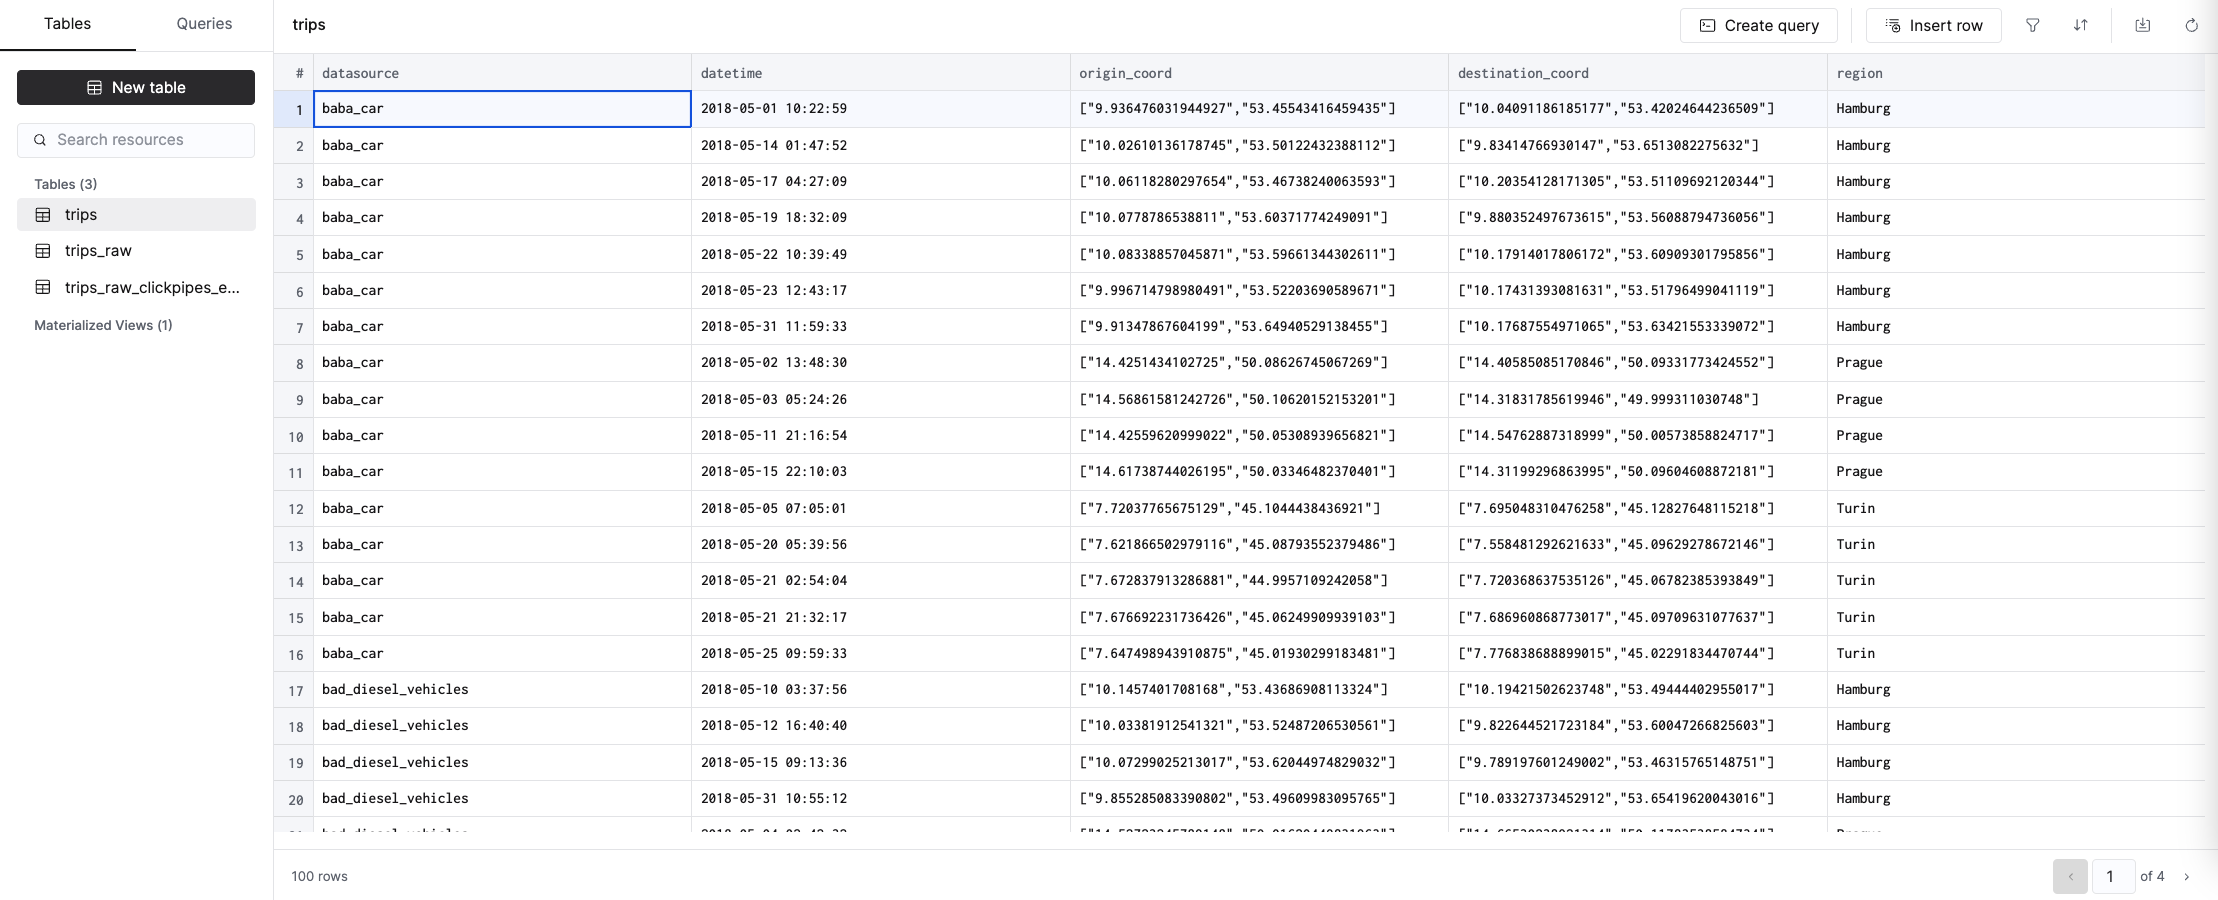 Tables Queries
trips
Create query
Insert row
New table
Search resources
Tables (3)
trips
trips_raw
trips_raw_clickpipes_e...
Materialized Views (1)
# datasource datetime origin_coord destination_coord region
1 baba_car 2018-05-01 10:22:59 ["9.936476031944927","53.45543416459435"] ["10.04091186185177","53.42024644236509"] Hamburg
2 baba_car 2018-05-14 01:47:52 ["10.02610136178745","53.50122432388112"] ["9.83414766930147","53.6513082275632"] Hamburg
3 baba_car 2018-05-17 04:27:09 ["10.06118280297654","53.46738240063593"] ["10.20354128171305","53.51109692120344"] Hamburg
4 baba_car 2018-05-19 18:32:09 ["10.0778786538811","53.60371774249091"] ["9.880352497673615","53.56088794736056"] Hamburg
5 baba_car 2018-05-22 10:39:49 ["10.08338857045871","53.59661344302611"] ["10.17914017806172","53.60909301795856"] Hamburg
6 baba_car 2018-05-23 12:43:17 ["9.996714798980491","53.52203690589671"] ["10.17431393081631","53.51796499041119"] Hamburg
7 baba_car 2018-05-31 11:59:33 ["9.91347867604199","53.64940529138455"] ["10.17687554971065","53.63421553339072"] Hamburg
8 baba_car 2018-05-02 13:48:30 ["14.4251434102725","50.08626745067269"] ["14.40585085170846","50.09331773424552"] Prague
9 baba_car 2018-05-03 05:24:26 ["14.56861581242726","50.10620152153201"] ["14.31831785619946","49.999311030748"] Prague
10 baba_car 2018-05-11 21:16:54 ["14.42559620999022","50.05308939656821"] ["14.54762887318999","50.00573858824717"] Prague
11 baba_car 2018-05-15 22:10:03 ["14.61738744026195","50.03346482370401"] ["14.31199296863995","50.09604608872181"] Prague
12 baba_car 2018-05-05 07:05:01 ["7.72037765675129","45.1044438436921"] ["7.695048310476258","45.12827648115218"] Turin
13 baba_car 2018-05-20 05:39:56 ["7.621866502979116","45.08793552379486"] ["7.558481292621633","45.09629278672146"] Turin
14 baba_car 2018-05-21 02:54:04 ["7.672837913286881","44.9957109242058"] ["7.720368637535126","45.06782385393849"] Turin
15 baba_car 2018-05-21 21:32:17 ["7.676692231736426","45.06249909939103"] ["7.686960868773017","45.09709631077637"] Turin
16 baba_car 2018-05-25 09:59:33 ["7.647498943910875","45.01930299183481"] ["7.776838688899015","45.02291834470744"] Turin
17 bad_diesel_vehicles 2018-05-10 03:37:56 ["10.1457401708168","53.43686908113324"] ["10.19421502623748","53.49444402955017"] Hamburg
18 bad_diesel_vehicles 2018-05-12 16:40:40 ["10.03381912541321","53.52487206530561"] ["9.822644521723184","53.60047266825603"] Hamburg
19 bad_diesel_vehicles 2018-05-15 09:13:36 ["10.07299025213017","53.62044974829032"] ["9.789197601249002","53.46315765148751"] Hamburg
20 bad_diesel_vehicles 2018-05-31 10:55:12 ["9.855285083390802","53.49609983095765"] ["10.03327373452912","53.65419620043016"] Hamburg
100 rows
1 of 4